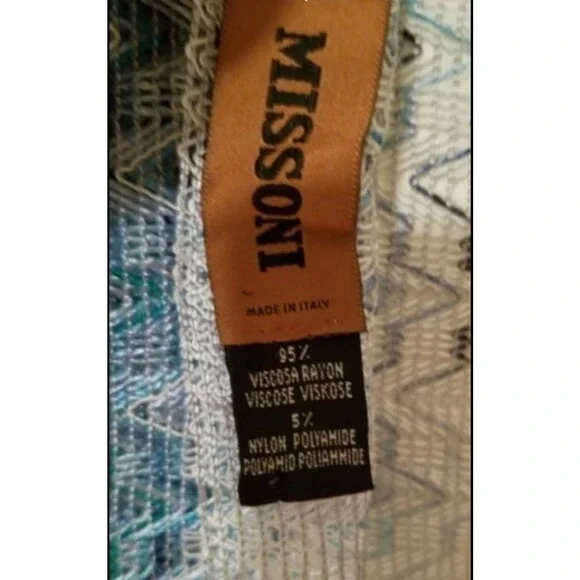 MISSONI
MADE IN ITALY
95%
VISCOSA RAYON
VISCOSE VISKOSE
5%
NYLON POLYAMIDE
POLYAMID POLIAMMIDE